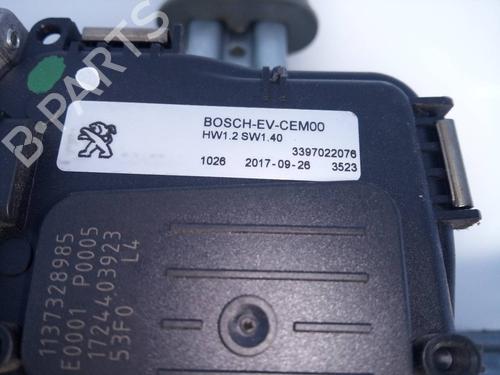 B-PARTS
BOSCH-EV-CEM00
HW1.2 SW1.40
3397022076
1026 2017-09-26 3523
1137328985
E0001 P0005
17244403923
53F0 L4